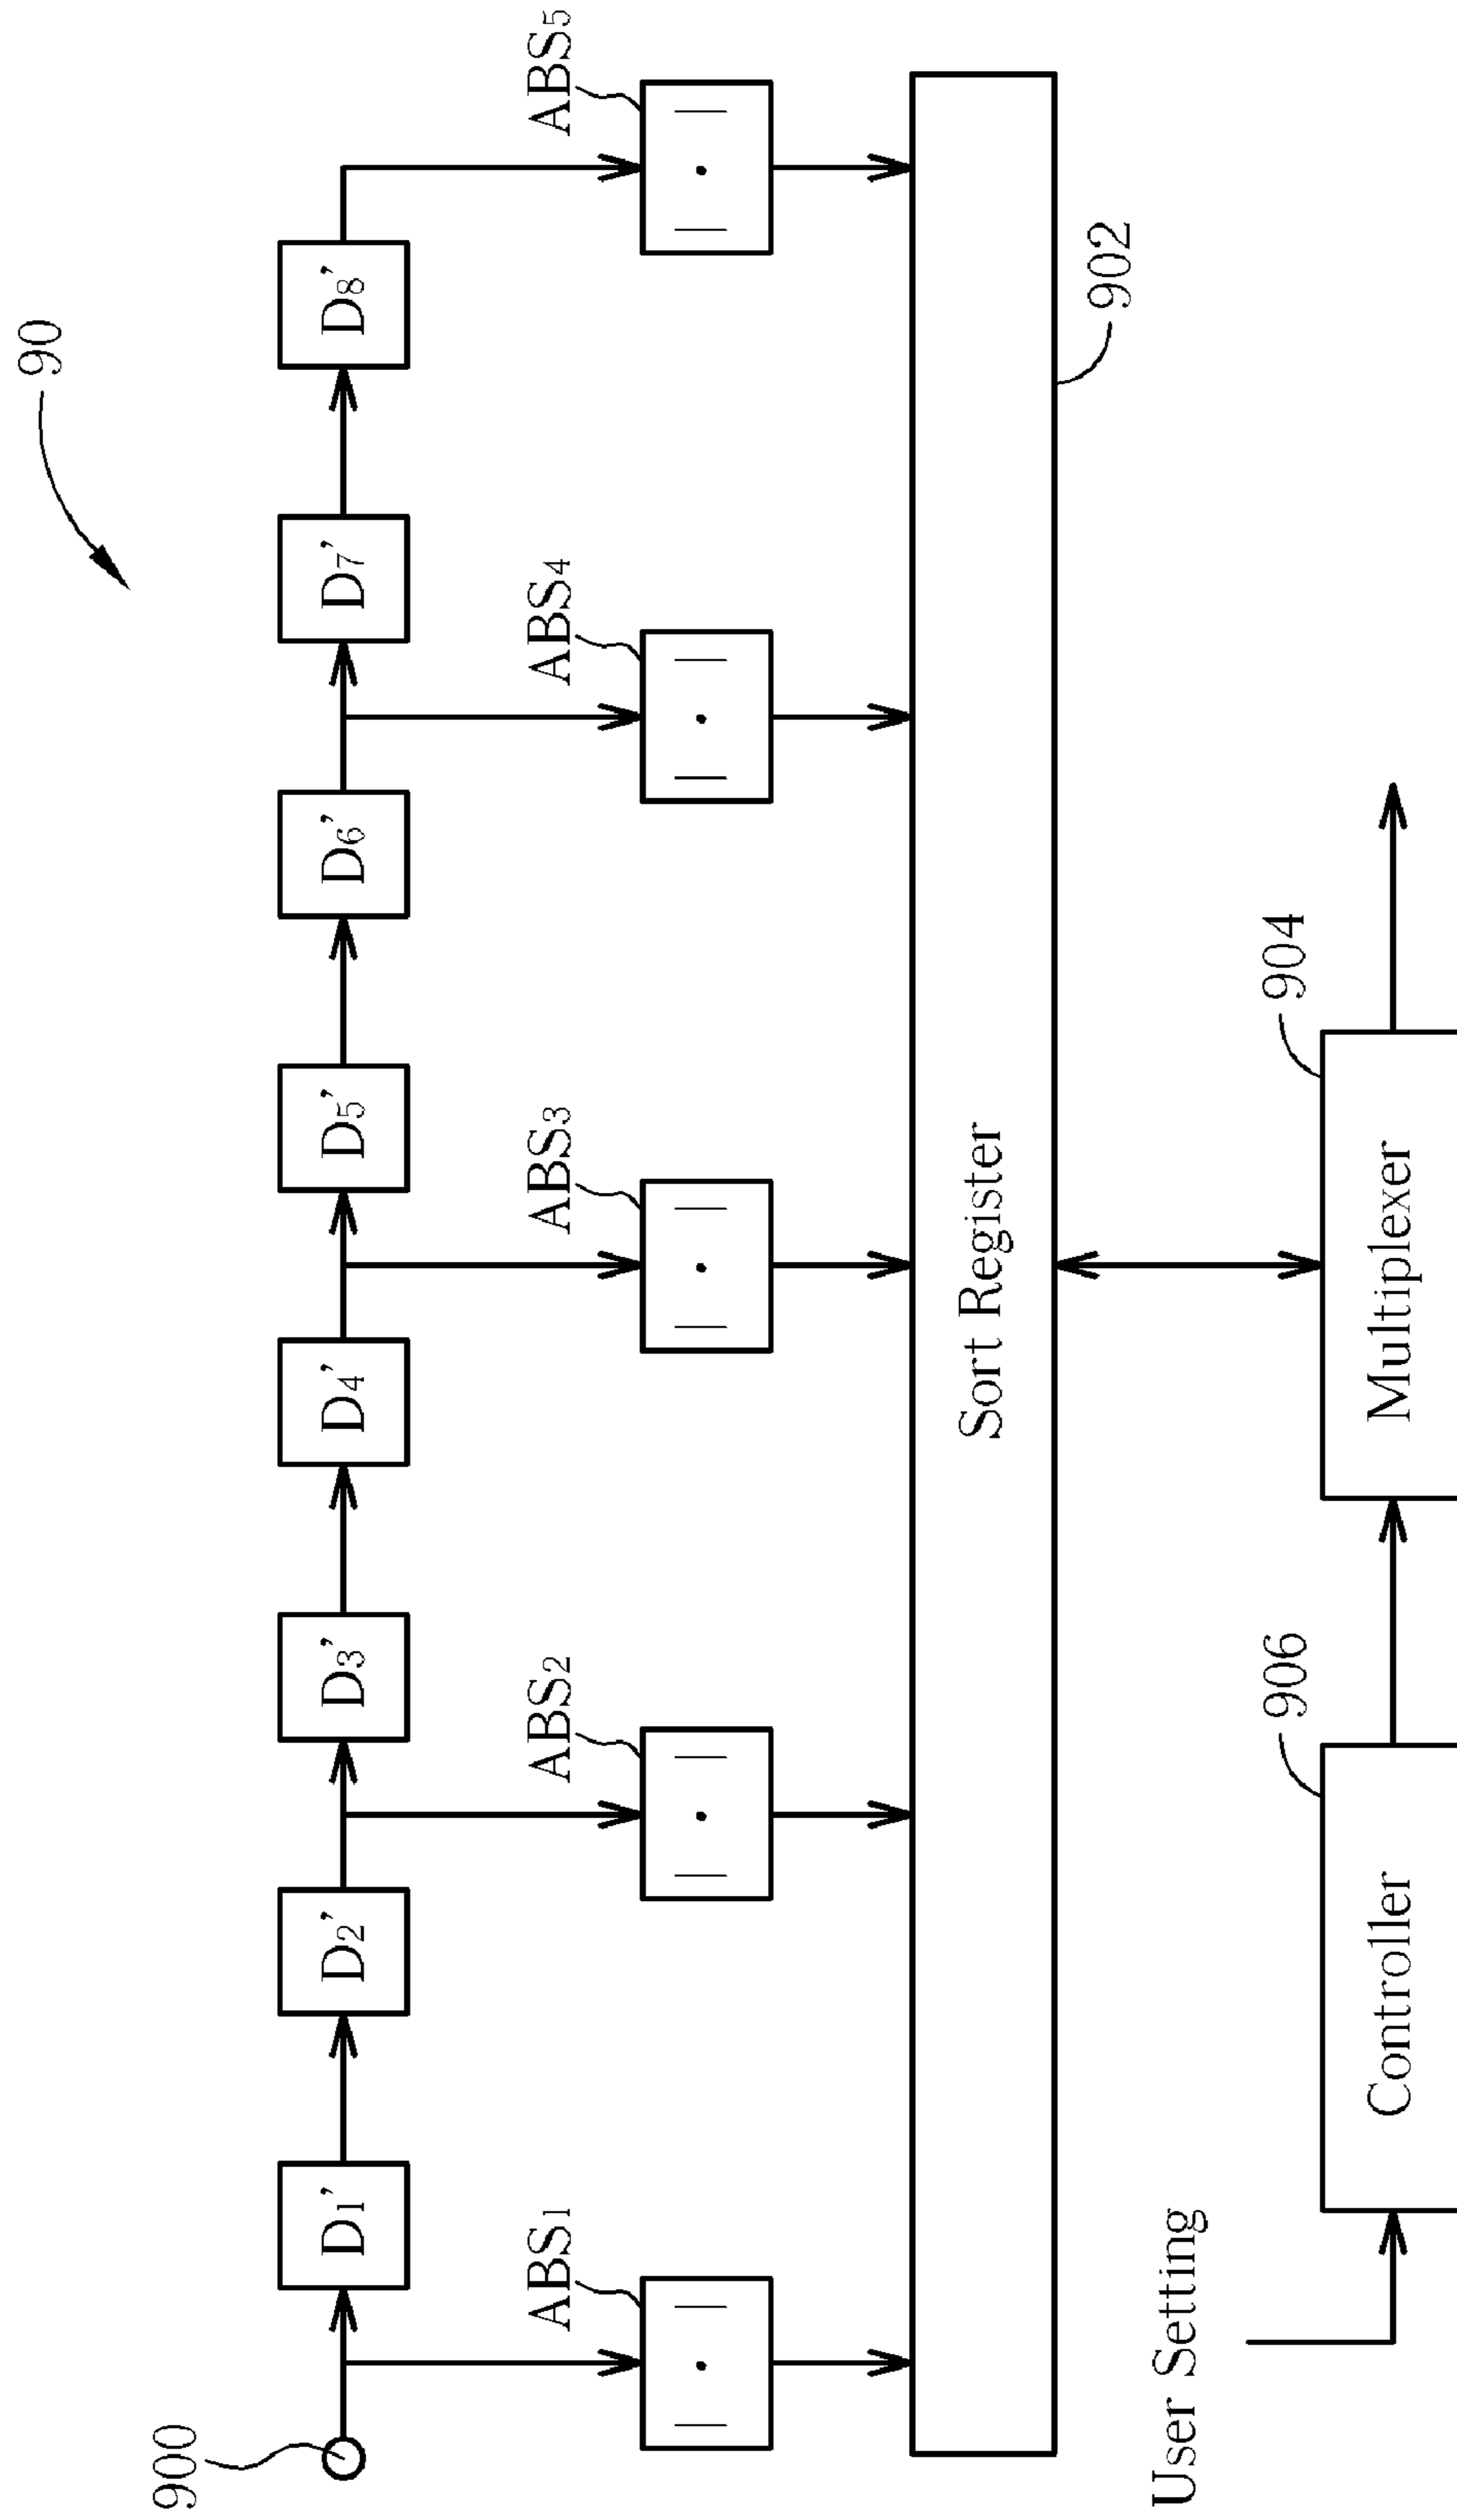 90
900
D1'
D2'
D3'
D4'
D5'
D6'
D7'
D8'
ABS1
ABS2
ABS3
ABS4
ABS5
| • |
| • |
| • |
| • |
| • |
Sort Register
902
User Setting
906
904
Controller
Multiplexer